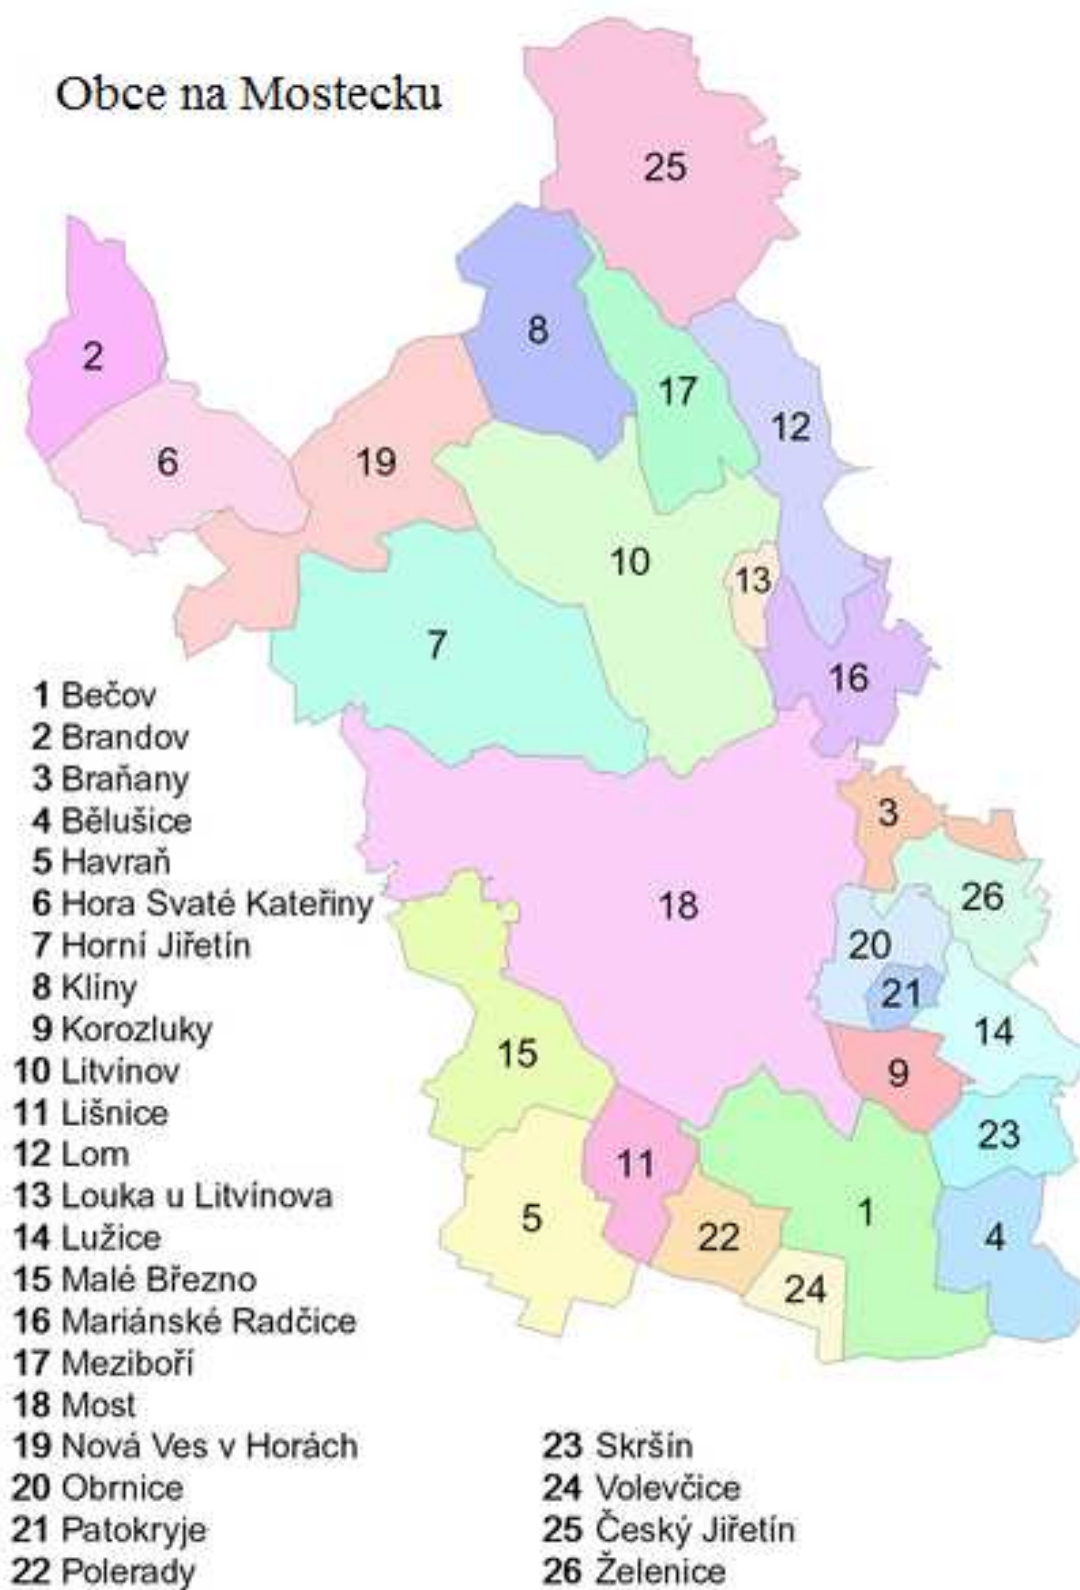 Obce na Mostecku
25
2
8
17
12
6
19
10
13
7
16
3
18
26
20
21
14
15
9
23
11
5
1
22
4
24
1 Bečov
2 Brandov
3 Braňany
4 Bělušice
5 Havraň
6 Hora Svaté Kateřiny
7 Horní Jiřetín
8 Klíny
9 Korozluky
10 Litvínov
11 Lišnice
12 Lom
13 Louka u Litvínova
14 Lužice
15 Malé Březno
16 Mariánské Radčice
17 Meziboří
18 Most
19 Nová Ves v Horách
20 Obrnice
21 Patokryje
22 Polerady
23 Skršín
24 Volevčice
25 Český Jiřetín
26 Želenice